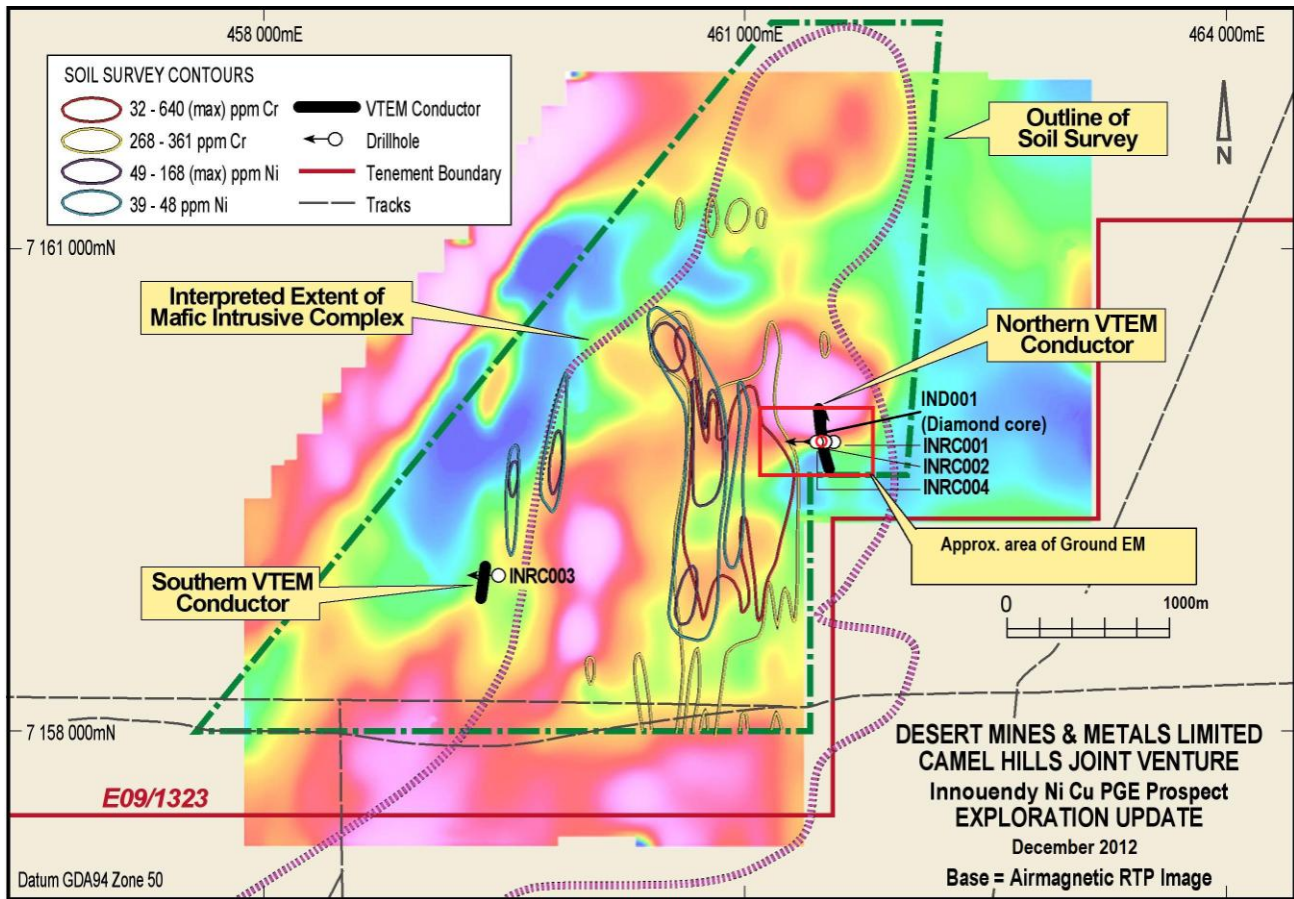 458 000mE
461 000mE
464 000mE
SOIL SURVEY CONTOURS
32 - 640 (max) ppm Cr
268 - 361 ppm Cr
49 - 168 (max) ppm Ni
39 - 48 ppm Ni
VTEM Conductor
Drillhole
Tenement Boundary
Tracks
Outline of
Soil Survey
N
7 161 000mN
Interpreted Extent of
Mafic Intrusive Complex
Northern VTEM
Conductor
IND001
(Diamond core)
INRC001
INRC002
INRC004
Approx. area of Ground EM
Southern VTEM
Conductor
INRC003
0
1000m
7 158 000mN
E09/1323
DESERT MINES & METALS LIMITED
CAMEL HILLS JOINT VENTURE
Innouendy Ni Cu PGE Prospect
EXPLORATION UPDATE
December 2012
Base = Airmagnetic RTP Image
Datum GDA94 Zone 50